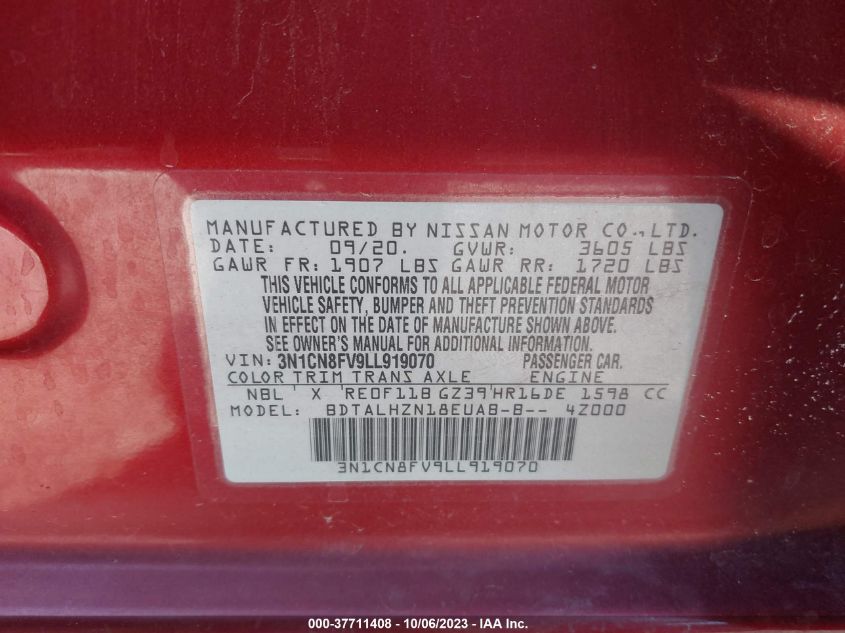 MANUFACTURED BY NISSAN MOTOR CO., LTD.
DATE: 09/20. GVWR: 3605 LBS
GAWR FR: 1907 LBS GAWR RR: 1720 LBS
THIS VEHICLE CONFORMS TO ALL APPLICABLE FEDERAL MOTOR
VEHICLE SAFETY, BUMPER AND THEFT PREVENTION STANDARDS
IN EFFECT ON THE DATE OF MANUFACTURE SHOWN ABOVE.
SEE OWNER'S MANUAL FOR ADDITIONAL INFORMATION.
VIN: 3N1CN8FV9LL919070 PASSENGER CAR.
COLOR TRIM TRANS AXLE ENGINE
NBL X RE0F11B GZ39 HR16DE 1598 CC
MODEL: BDTALHZN18EUAB-B-- 4Z000
3N1CN8FV9LL919070
000-37711408 - 10/06/2023 - IAA Inc.